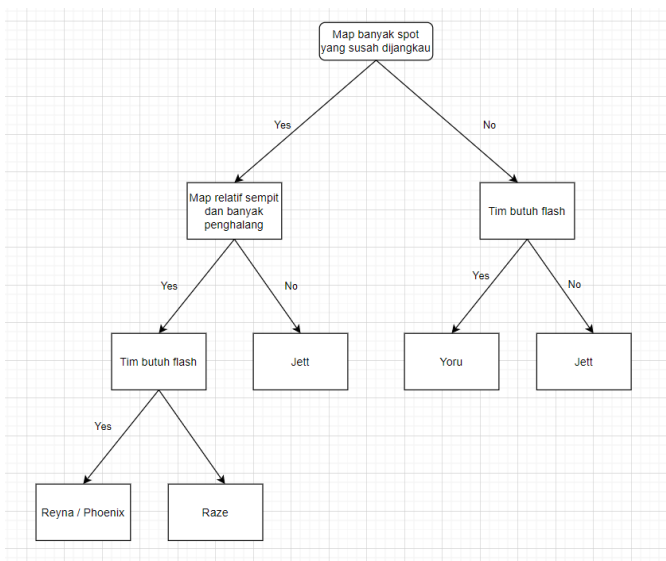 Map banyak spot
yang susah dijangkau
Yes
No
Map relatif sempit
dan banyak
penghalang
Tim butuh flash
Yes
No
Yes
No
Tim butuh flash
Jett
Yoru
Jett
Yes
Reyna / Phoenix
Raze